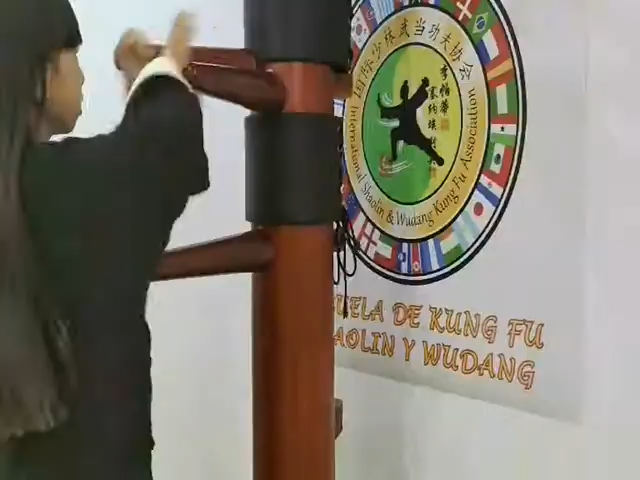 国际少林武当功夫协会
International Shaolin & Wudang Kung Fu Association
UELA DE KUNG FU
AOLIN Y WUDANG